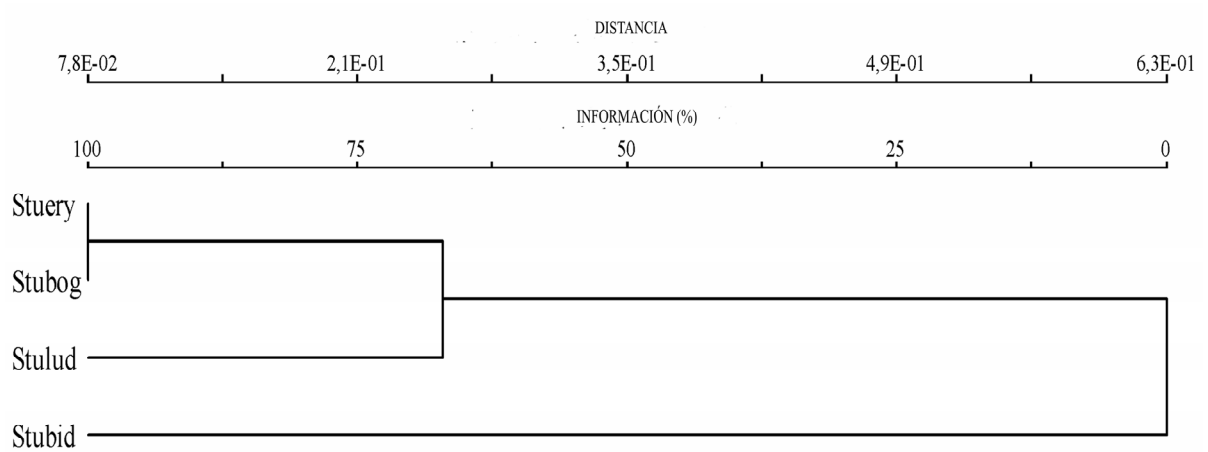 DISTANCIA
7,8E-02 2,1E-01 3,5E-01 4,9E-01 6,3E-01
INFORMACIÓN (%)
100 75 50 25 0
Stuery
Stubog
Stulud
Stubid